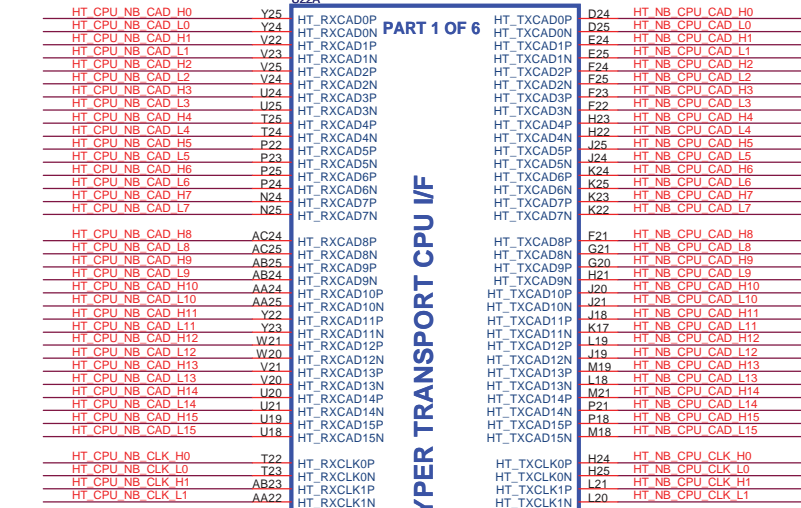 U22A
PART 1 OF 6
HT_CPU_NB_CAD_H0 Y25 HT_RXCAD0P HT_TXCAD0P D24 HT_NB_CPU_CAD_H0
HT_CPU_NB_CAD_L0 Y24 HT_RXCAD0N HT_TXCAD0N D25 HT_NB_CPU_CAD_L0
HT_CPU_NB_CAD_H1 V22 HT_RXCAD1P HT_TXCAD1P E24 HT_NB_CPU_CAD_H1
HT_CPU_NB_CAD_L1 V23 HT_RXCAD1N HT_TXCAD1N E25 HT_NB_CPU_CAD_L1
HT_CPU_NB_CAD_H2 V25 HT_RXCAD2P HT_TXCAD2P F24 HT_NB_CPU_CAD_H2
HT_CPU_NB_CAD_L2 V24 HT_RXCAD2N HT_TXCAD2N F25 HT_NB_CPU_CAD_L2
HT_CPU_NB_CAD_H3 U24 HT_RXCAD3P HT_TXCAD3P F23 HT_NB_CPU_CAD_H3
HT_CPU_NB_CAD_L3 U25 HT_RXCAD3N HT_TXCAD3N F22 HT_NB_CPU_CAD_L3
HT_CPU_NB_CAD_H4 T25 HT_RXCAD4P HT_TXCAD4P H23 HT_NB_CPU_CAD_H4
HT_CPU_NB_CAD_L4 T24 HT_RXCAD4N HT_TXCAD4N H22 HT_NB_CPU_CAD_L4
HT_CPU_NB_CAD_H5 P22 HT_RXCAD5P HT_TXCAD5P J25 HT_NB_CPU_CAD_H5
HT_CPU_NB_CAD_L5 P23 HT_RXCAD5N HT_TXCAD5N J24 HT_NB_CPU_CAD_L5
HT_CPU_NB_CAD_H6 P25 HT_RXCAD6P HT_TXCAD6P K24 HT_NB_CPU_CAD_H6
HT_CPU_NB_CAD_L6 P24 HT_RXCAD6N HT_TXCAD6N K25 HT_NB_CPU_CAD_L6
HT_CPU_NB_CAD_H7 N24 HT_RXCAD7P HT_TXCAD7P K23 HT_NB_CPU_CAD_H7
HT_CPU_NB_CAD_L7 N25 HT_RXCAD7N HT_TXCAD7N K22 HT_NB_CPU_CAD_L7
HT_CPU_NB_CAD_H8 AC24 HT_RXCAD8P HT_TXCAD8P F21 HT_NB_CPU_CAD_H8
HT_CPU_NB_CAD_L8 AC25 HT_RXCAD8N HT_TXCAD8N G21 HT_NB_CPU_CAD_L8
HT_CPU_NB_CAD_H9 AB25 HT_RXCAD9P HT_TXCAD9P G20 HT_NB_CPU_CAD_H9
HT_CPU_NB_CAD_L9 AB24 HT_RXCAD9N HT_TXCAD9N H21 HT_NB_CPU_CAD_L9
HT_CPU_NB_CAD_H10 AA24 HT_RXCAD10P HT_TXCAD10P J20 HT_NB_CPU_CAD_H10
HT_CPU_NB_CAD_L10 AA25 HT_RXCAD10N HT_TXCAD10N J21 HT_NB_CPU_CAD_L10
HT_CPU_NB_CAD_H11 Y22 HT_RXCAD11P HT_TXCAD11P J18 HT_NB_CPU_CAD_H11
HT_CPU_NB_CAD_L11 Y23 HT_RXCAD11N HT_TXCAD11N K17 HT_NB_CPU_CAD_L11
HT_CPU_NB_CAD_H12 W21 HT_RXCAD12P HT_TXCAD12P L19 HT_NB_CPU_CAD_H12
HT_CPU_NB_CAD_L12 W20 HT_RXCAD12N HT_TXCAD12N J19 HT_NB_CPU_CAD_L12
HT_CPU_NB_CAD_H13 V21 HT_RXCAD13P HT_TXCAD13P M19 HT_NB_CPU_CAD_H13
HT_CPU_NB_CAD_L13 V20 HT_RXCAD13N HT_TXCAD13N L18 HT_NB_CPU_CAD_L13
HT_CPU_NB_CAD_H14 U20 HT_RXCAD14P HT_TXCAD14P M21 HT_NB_CPU_CAD_H14
HT_CPU_NB_CAD_L14 U21 HT_RXCAD14N HT_TXCAD14N P21 HT_NB_CPU_CAD_L14
HT_CPU_NB_CAD_H15 U19 HT_RXCAD15P HT_TXCAD15P P18 HT_NB_CPU_CAD_H15
HT_CPU_NB_CAD_L15 U18 HT_RXCAD15N HT_TXCAD15N M18 HT_NB_CPU_CAD_L15
HT_CPU_NB_CLK_H0 T22 HT_RXCLK0P HT_TXCLK0P H24 HT_NB_CPU_CLK_H0
HT_CPU_NB_CLK_L0 T23 HT_RXCLK0N HT_TXCLK0N H25 HT_NB_CPU_CLK_L0
HT_CPU_NB_CLK_H1 AB23 HT_RXCLK1P HT_TXCLK1P L21 HT_NB_CPU_CLK_H1
HT_CPU_NB_CLK_L1 AA22 HT_RXCLK1N HT_TXCLK1N L20 HT_NB_CPU_CLK_L1
YPER TRANSPORT CPU I/F